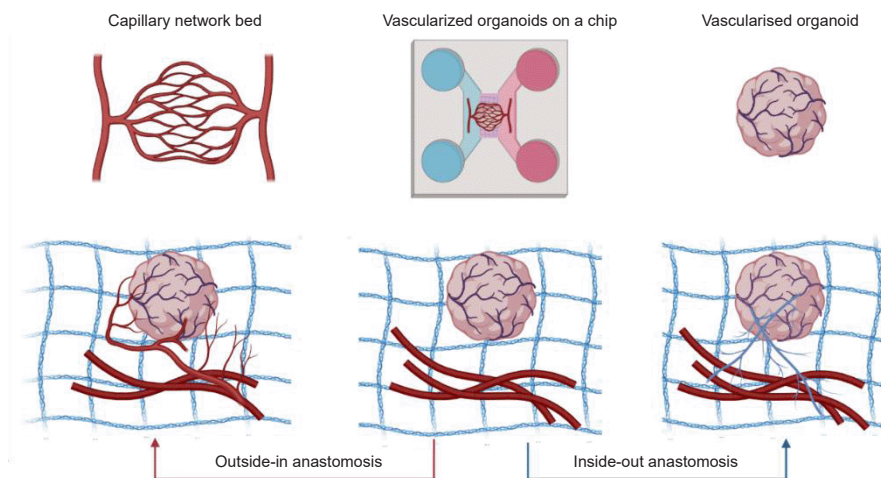 Capillary network bed
Vascularized organoids on a chip
Vascularised organoid
Outside-in anastomosis
Inside-out anastomosis